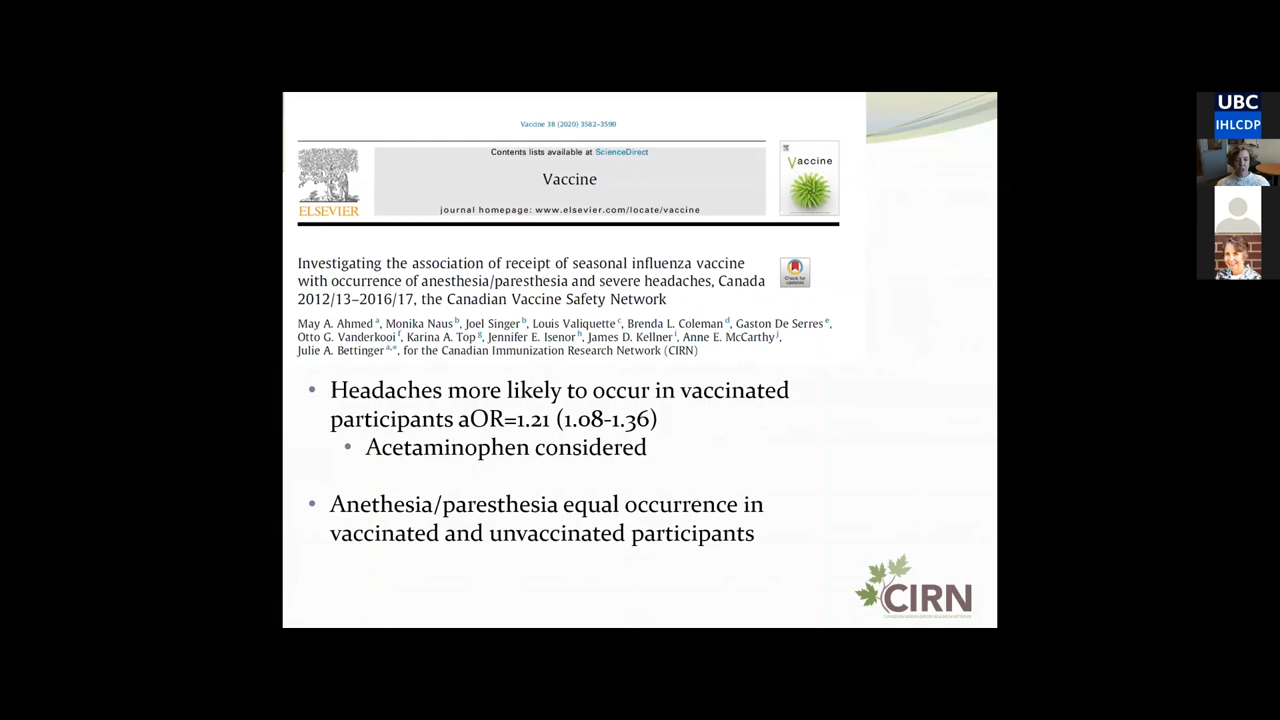 Vaccine 38 (2020) 3582–3590
Contents lists available at ScienceDirect
Vaccine
journal homepage: www.elsevier.com/locate/vaccine
ELSEVIER
Vaccine
Investigating the association of receipt of seasonal influenza vaccine
with occurrence of anesthesia/paresthesia and severe headaches, Canada
2012/13–2016/17, the Canadian Vaccine Safety Network
Check for
updates
May A. Ahmed a, Monika Naus b, Joel Singer b, Louis Valiquette c, Brenda L. Coleman d, Gaston De Serres e,
Otto G. Vanderkooi f, Karina A. Top g, Jennifer E. Isenor h, James D. Kellner i, Anne E. McCarthy j,
Julie A. Bettinger a,*, for the Canadian Immunization Research Network (CIRN)
• Headaches more likely to occur in vaccinated
participants aOR=1.21 (1.08-1.36)
• Acetaminophen considered
• Anethesia/paresthesia equal occurrence in
vaccinated and unvaccinated participants
CIRN
UBC
IHLCDP